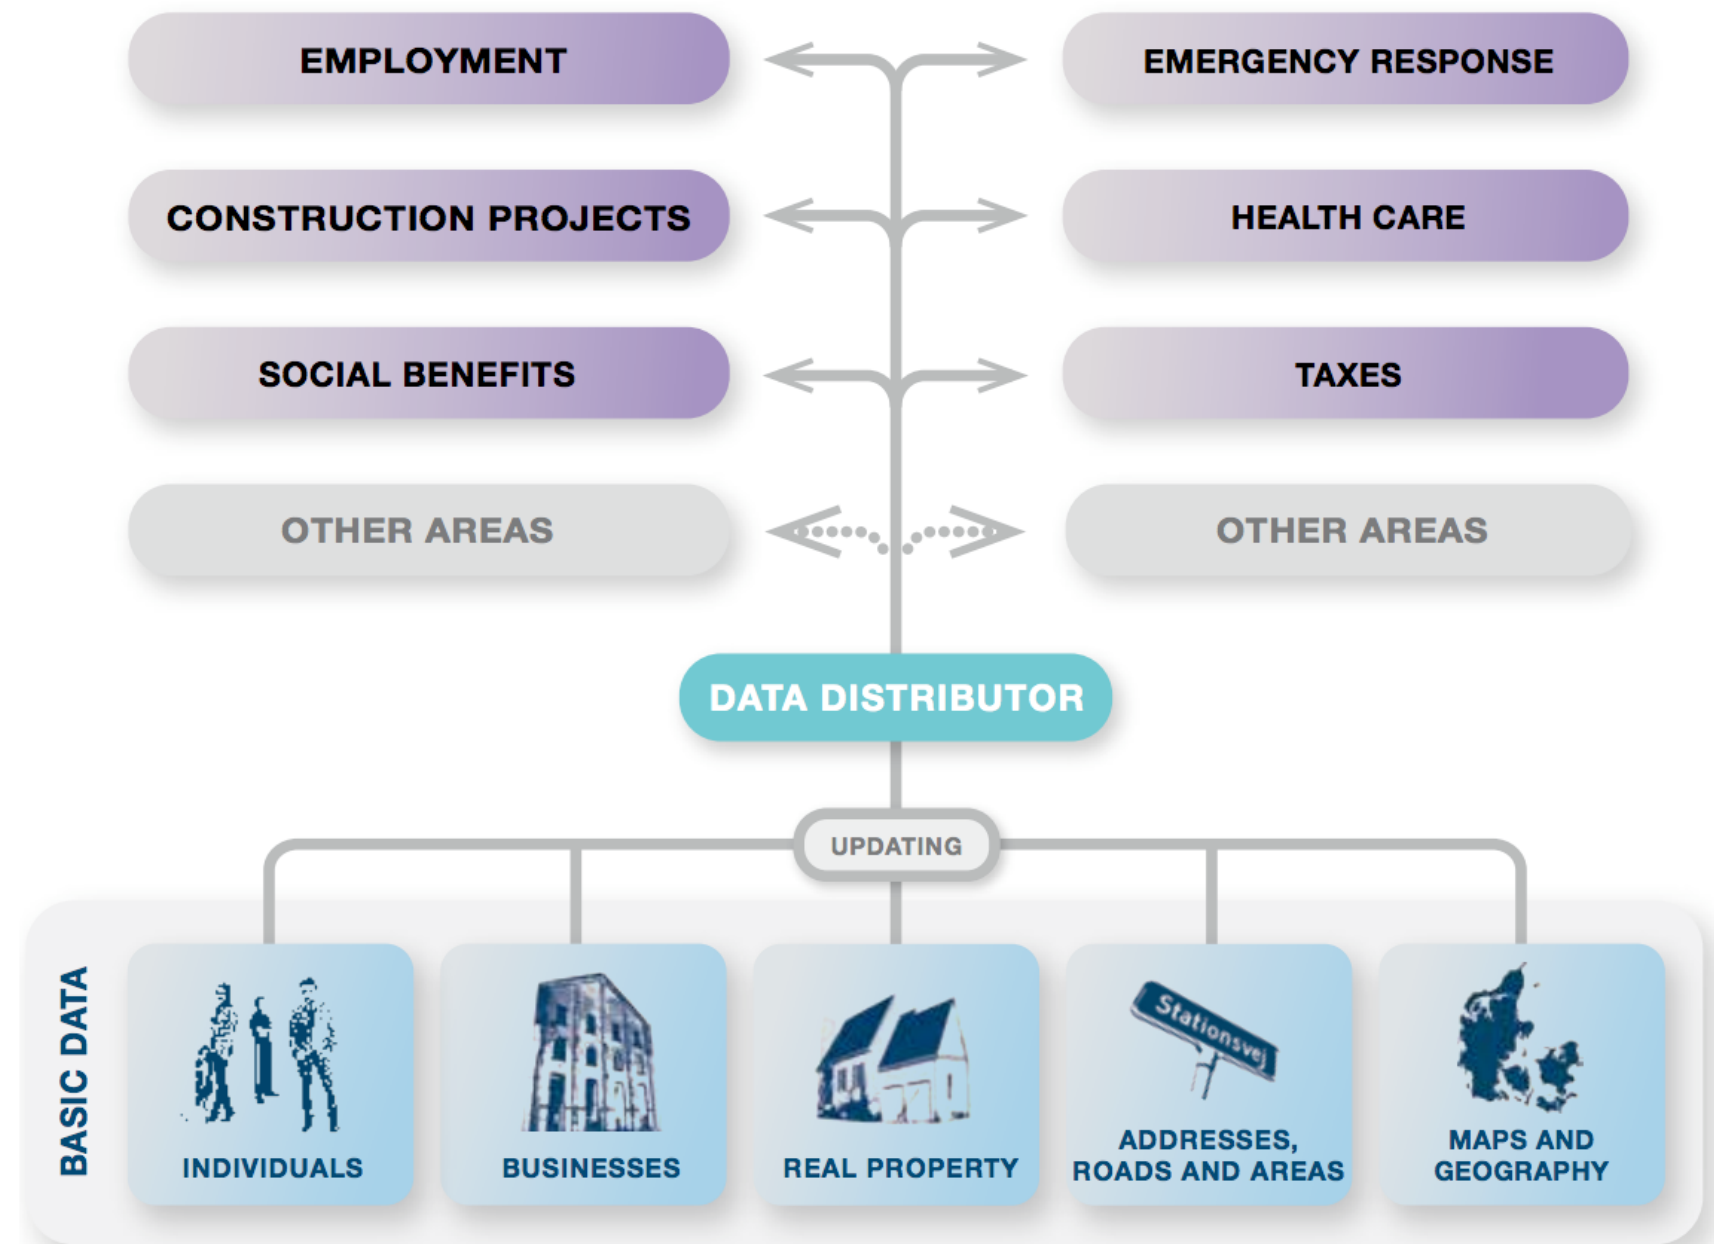 EMPLOYMENT
EMERGENCY RESPONSE
CONSTRUCTION PROJECTS
HEALTH CARE
SOCIAL BENEFITS
TAXES
OTHER AREAS
OTHER AREAS
DATA DISTRIBUTOR
UPDATING
BASIC DATA
Stationsvej
INDIVIDUALS
BUSINESSES
REAL PROPERTY
ADDRESSES,
ROADS AND AREAS
MAPS AND
GEOGRAPHY